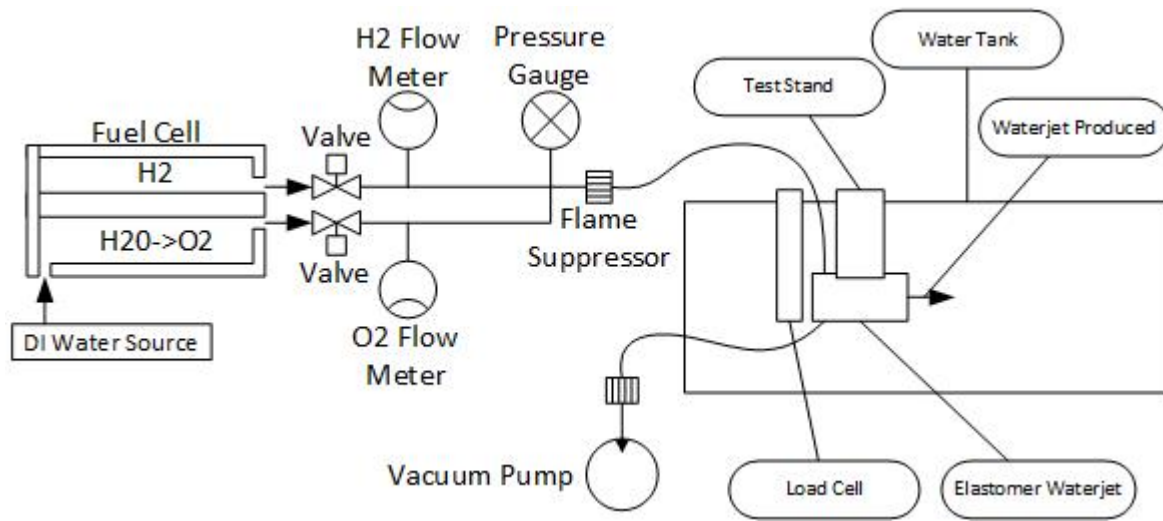 H2 Flow
Meter
Pressure
Gauge
Water Tank
Test Stand
Waterjet Produced
Fuel Cell
Valve
H2
H20->O2
Flame
Suppressor
Valve
DI Water Source
O2 Flow
Meter
Vacuum Pump
Load Cell
Elastomer Waterjet